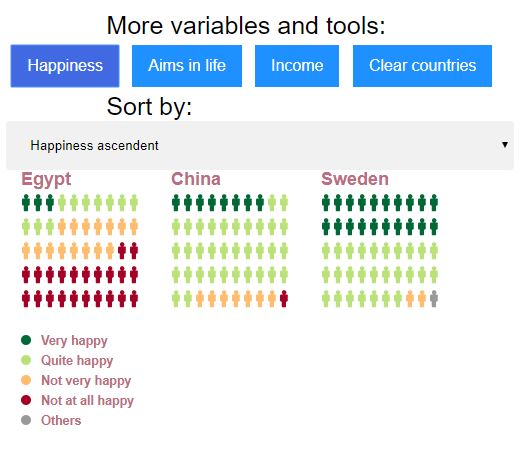 More variables and tools:
Happiness Aims in life Income Clear countries
Sort by:
Happiness ascendent
Egypt China Sweden
Very happy
Quite happy
Not very happy
Not at all happy
Others